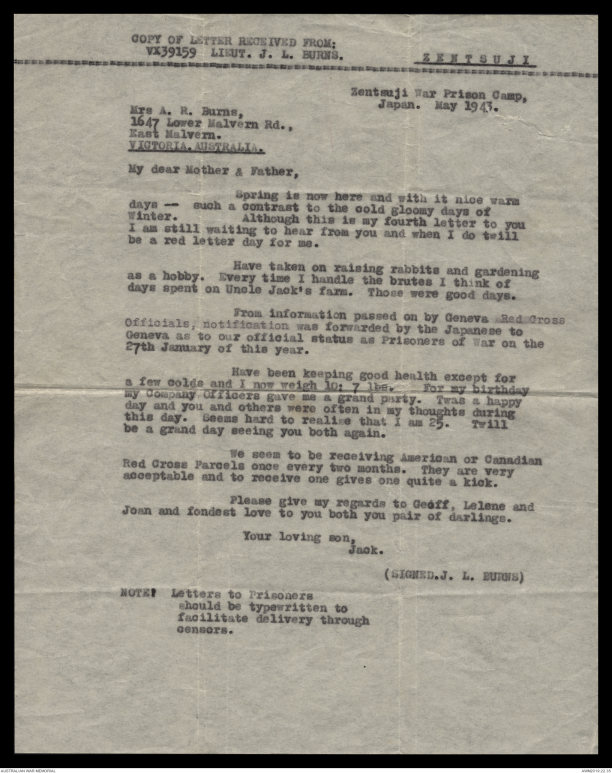 COPY OF LETTER RECEIVED FROM:
VX39159 LIEUT. J. L. BURNS.
ZENTSUJI
Zentsuji War Prison Camp,
Japan. May 1943.
Mrs A. R. Burns,
1647 Lower Malvern Rd.,
East Malvern.
VICTORIA.AUSTRALIA.
My dear Mother & Father,
Spring is now here and with it nice warm
days -- such a contrast to the cold gloomy days of
Winter. Although this is my fourth letter to you
I am still waiting to hear from you and when I do twill
be a red letter day for me.
Have taken on raising rabbits and gardening
as a hobby. Every time I handle the brutes I think of
days spent on Uncle Jack's farm. Those were good days.
From information passed on by Geneva Red Cross
Officials, notification was forwarded by the Japanese to
Geneva as to our official status as Prisoners of War on the
27th January of this year.
Have been keeping good health except for
a few colds and I now weigh 10: 7 lbs. For my birthday
my Company Officers gave me a grand party. Twas a happy
day and you and others were often in my thoughts during
this day. Seems hard to realise that I am 25. Twill
be a grand day seeing you both again.
We seem to be receiving American or Canadian
Red Cross Parcels once every two months. They are very
acceptable and to receive one gives one quite a kick.
Please give my regards to Geoff, Lelene and
Joan and fondest love to you both you pair of darlings.
Your loving son,
Jack.
(SIGNED.J. L. BURNS)
NOTE! Letters to Prisoners
should be typewritten to
facilitate delivery through
censors.
AUSTRALIAN WAR MEMORIAL